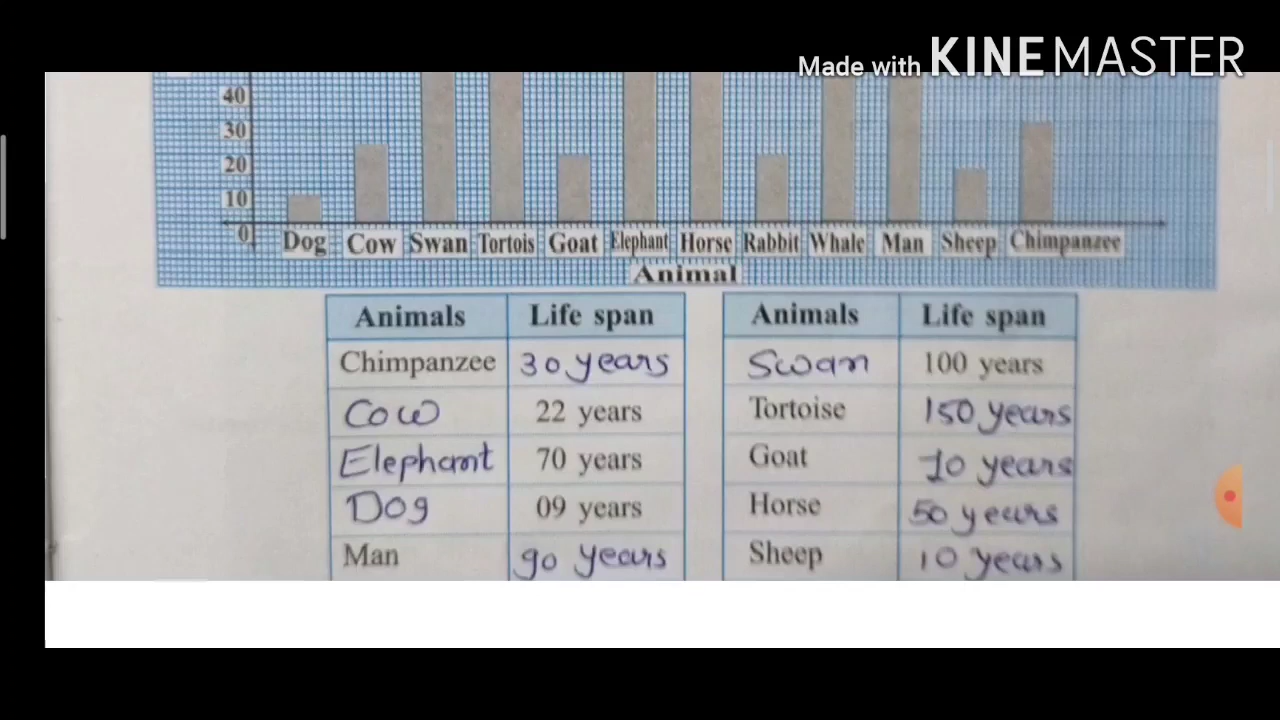 Made with KINEMASTER
40
30
20
10
0
Dog Cow Swan Tortois Goat Elephant Horse Rabbit Whale Man Sheep Chimpanzee
Animal
Animals Life span Animals Life span
Chimpanzee 30 years Swan 100 years
Cow 22 years Tortoise 150 years
Elephant 70 years Goat 10 years
Dog 09 years Horse 50 years
Man 90 years Sheep 10 years